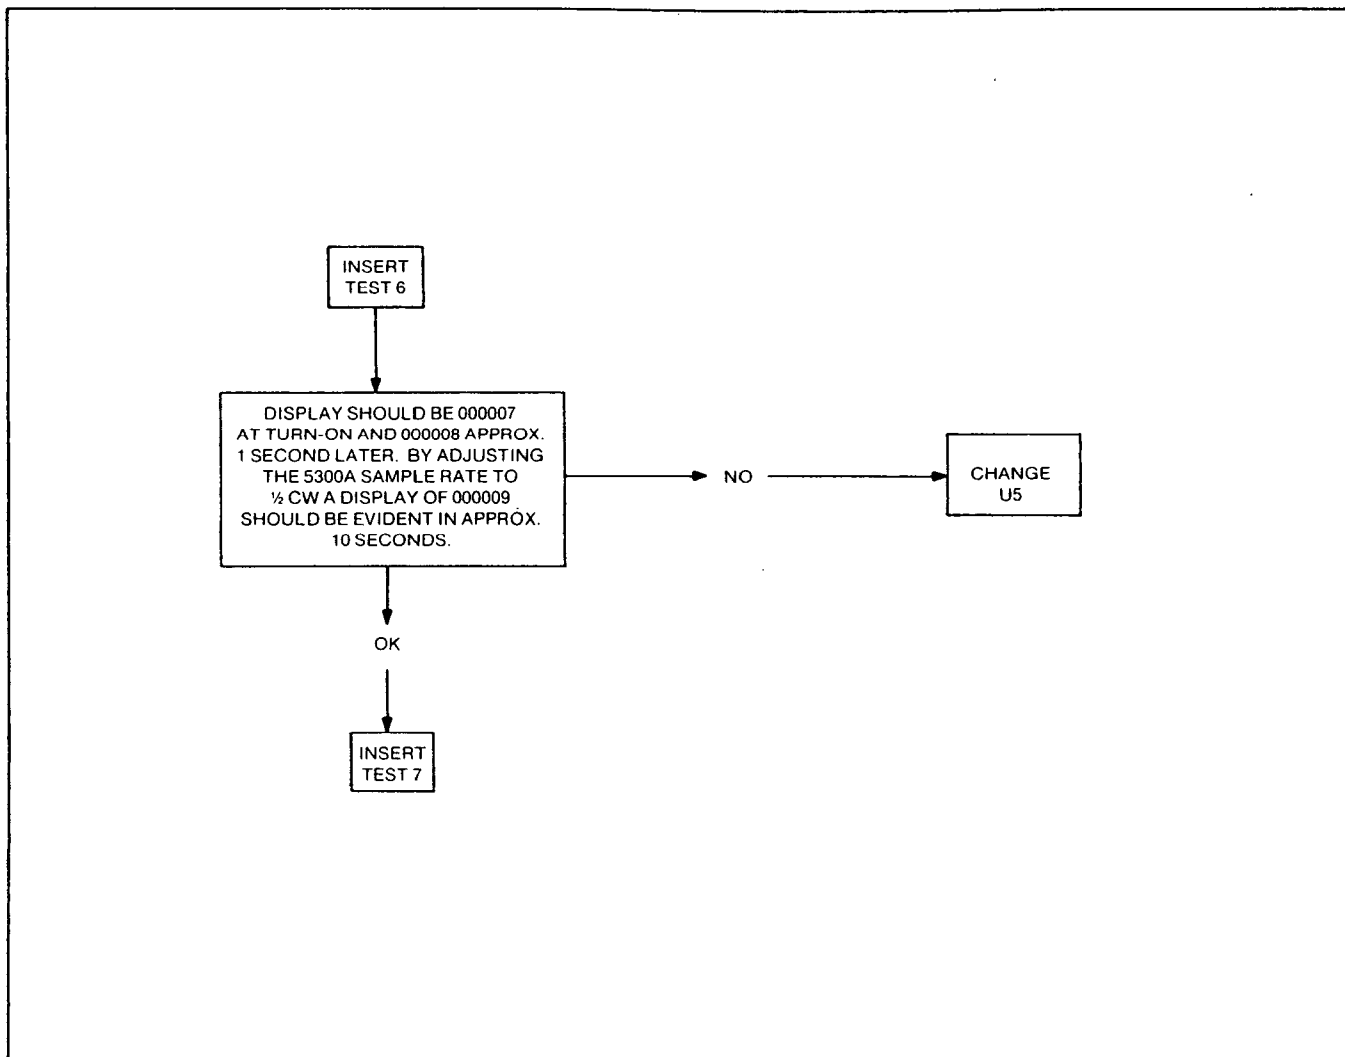 INSERT
TEST 6
DISPLAY SHOULD BE 000007
AT TURN-ON AND 000008 APPROX.
1 SECOND LATER. BY ADJUSTING
THE 5300A SAMPLE RATE TO
½ CW A DISPLAY OF 000009
SHOULD BE EVIDENT IN APPROX.
10 SECONDS.
NO
CHANGE
U5
OK
INSERT
TEST 7